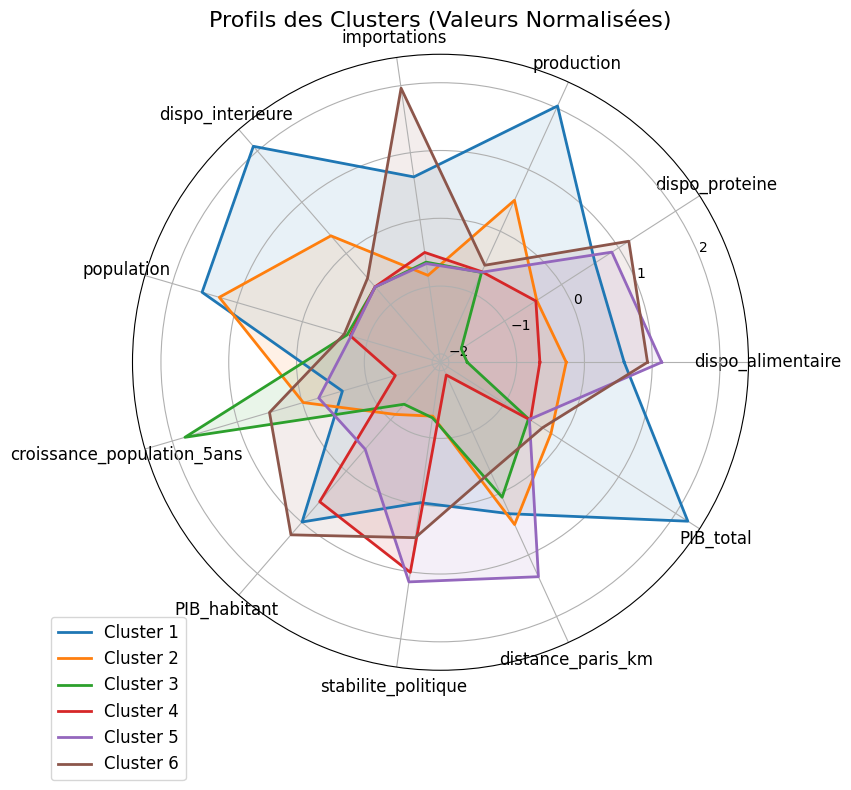 Profils des Clusters (Valeurs Normalisées)
importations
production
dispo_interieure
dispo_proteine
2
population
1
0
-1
-2
dispo_alimentaire
croissance_population_5ans
PIB_total
PIB_habitant
distance_paris_km
stabilite_politique
Cluster 1
Cluster 2
Cluster 3
Cluster 4
Cluster 5
Cluster 6